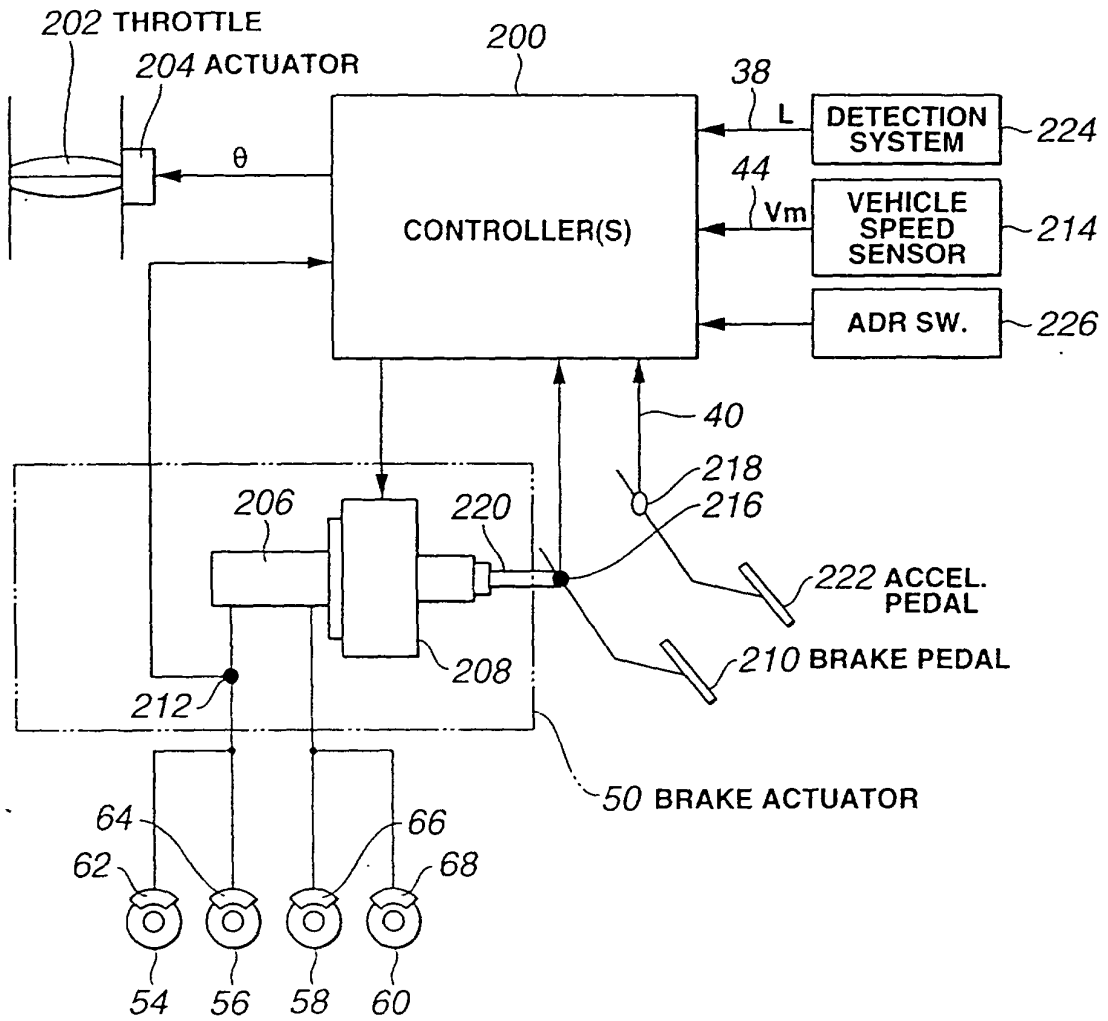 202 THROTTLE
204 ACTUATOR
200
38
L
DETECTION
SYSTEM
224
θ
44
Vm
VEHICLE
SPEED
SENSOR
214
CONTROLLER(S)
ADR SW.
226
40
218
216
206
220
222 ACCEL.
PEDAL
208
210 BRAKE PEDAL
212
50 BRAKE ACTUATOR
64
66
62
68
54
56
58
60